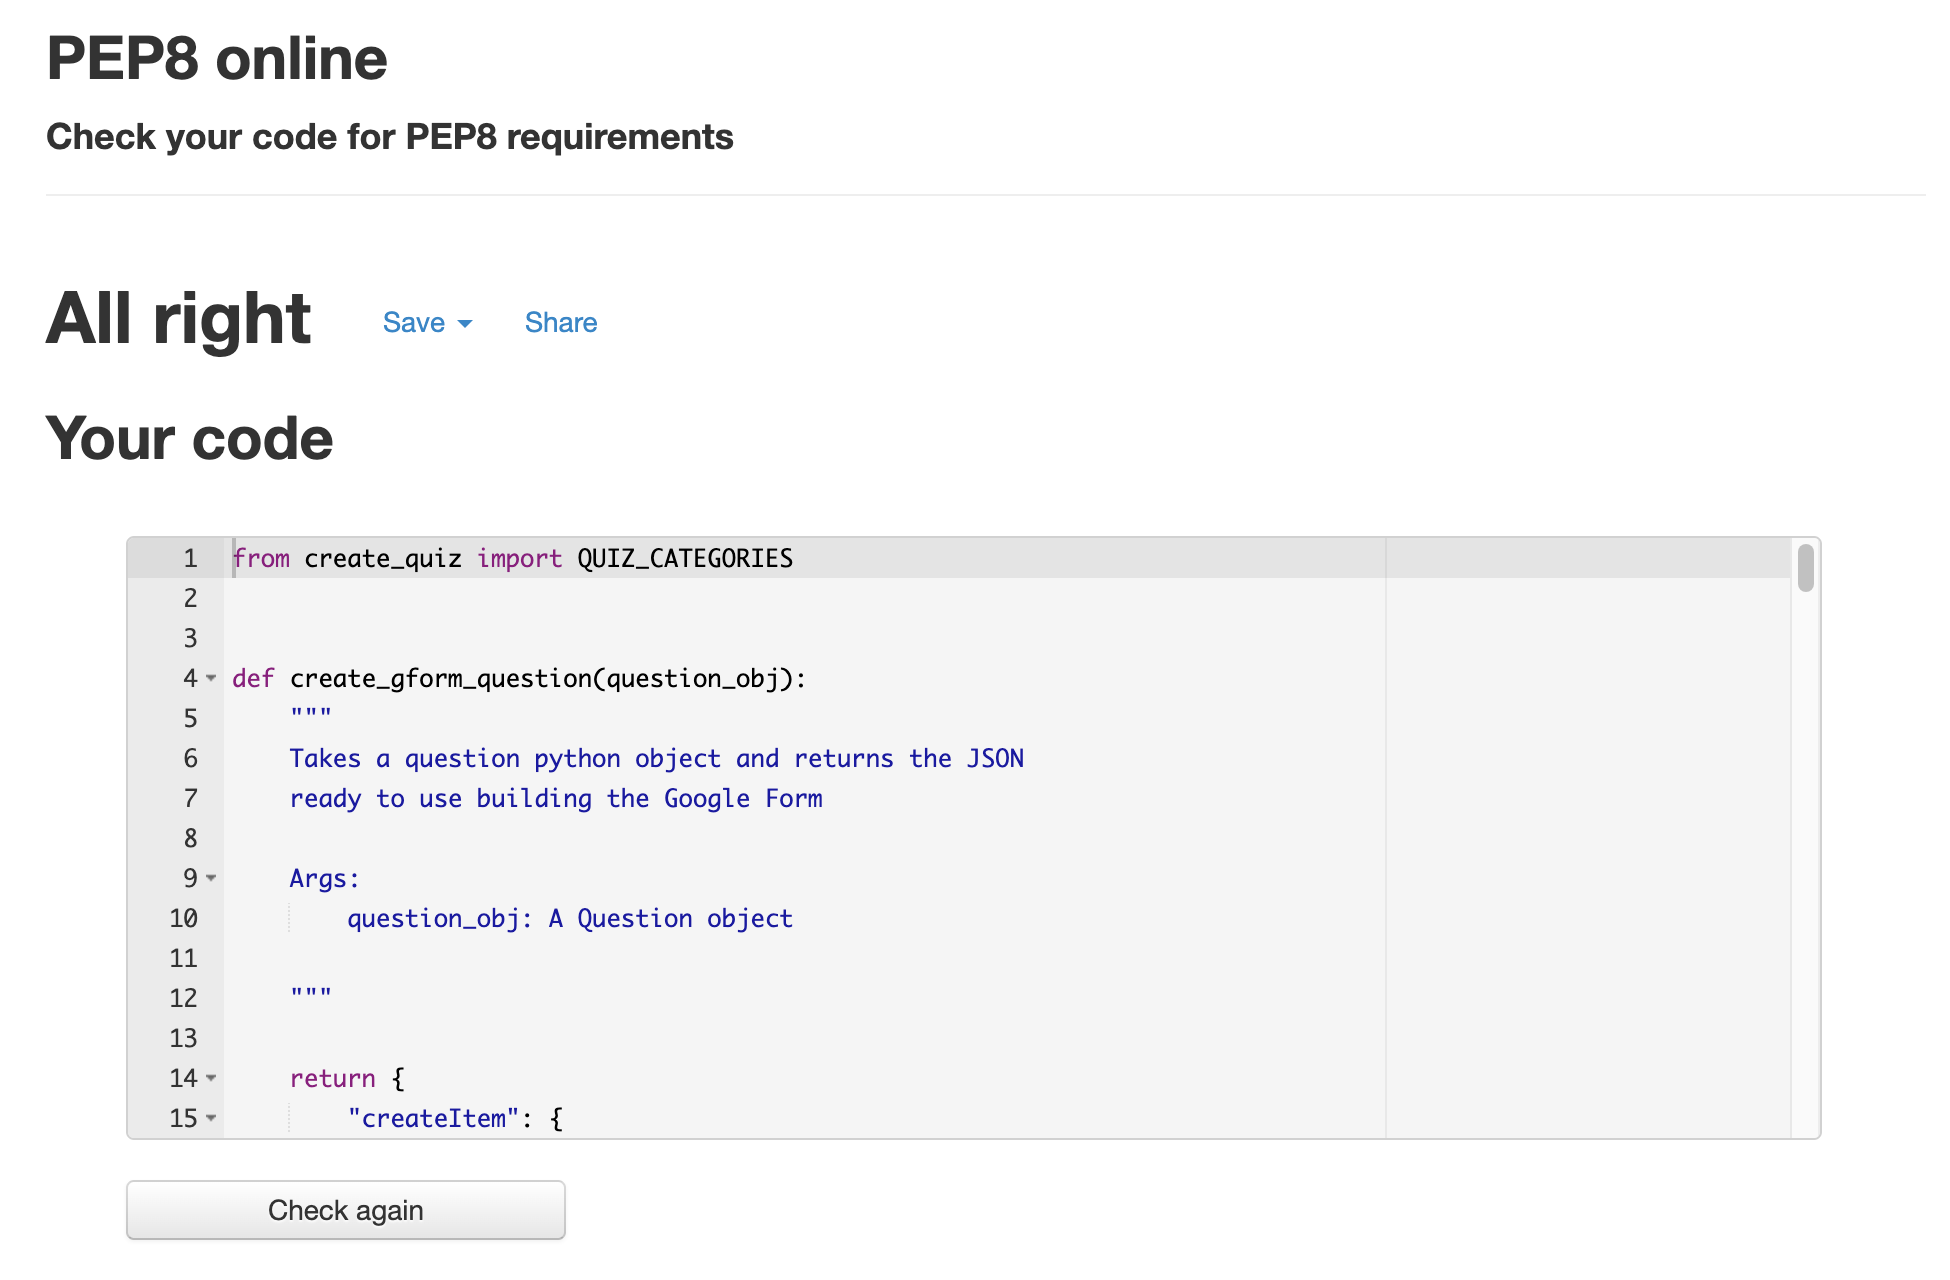 PEP8 online
Check your code for PEP8 requirements
All right Save Share
Your code
1 from create_quiz import QUIZ_CATEGORIES
2
3
4 def create_gform_question(question_obj):
5     """
6     Takes a question python object and returns the JSON
7     ready to use building the Google Form
8
9     Args:
10         question_obj: A Question object
11
12     """
13
14     return {
15         "createItem": {
Check again